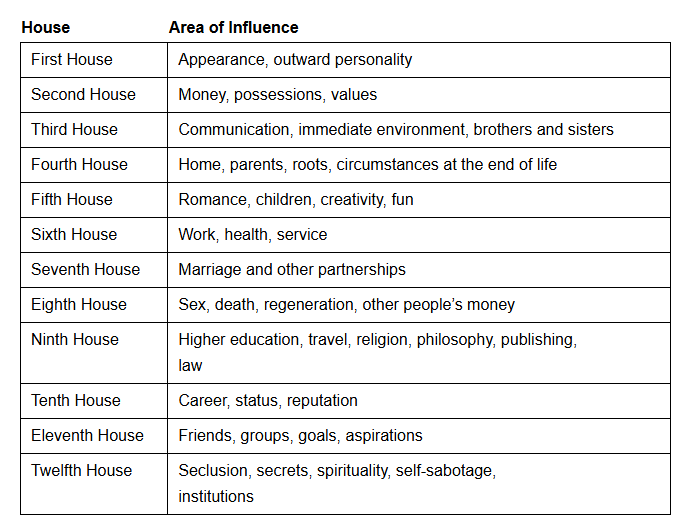 House Area of Influence
First House Appearance, outward personality
Second House Money, possessions, values
Third House Communication, immediate environment, brothers and sisters
Fourth House Home, parents, roots, circumstances at the end of life
Fifth House Romance, children, creativity, fun
Sixth House Work, health, service
Seventh House Marriage and other partnerships
Eighth House Sex, death, regeneration, other people’s money
Ninth House Higher education, travel, religion, philosophy, publishing,
law
Tenth House Career, status, reputation
Eleventh House Friends, groups, goals, aspirations
Twelfth House Seclusion, secrets, spirituality, self-sabotage,
institutions